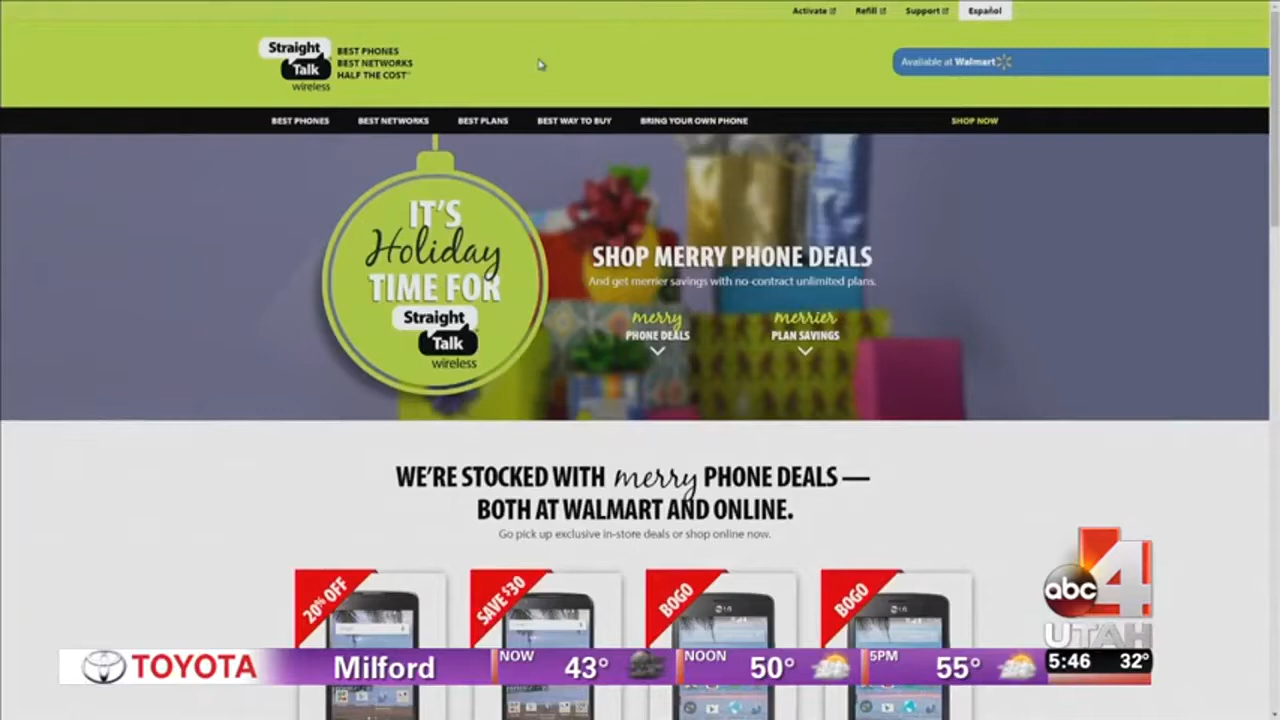 Activate
Refill
Support
Español
Straight
Talk
wireless
BEST PHONES
BEST NETWORKS
HALF THE COST
Available at Walmart
BEST PHONES
BEST NETWORKS
BEST PLANS
BEST WAY TO BUY
BRING YOUR OWN PHONE
SHOP NOW
IT'S
Holiday
TIME FOR
Straight
Talk
wireless
SHOP MERRY PHONE DEALS
And get merrier savings with no-contract unlimited plans.
merry
PHONE DEALS
merrier
PLAN SAVINGS
WE'RE STOCKED WITH merry PHONE DEALS —
BOTH AT WALMART AND ONLINE.
Go pick up exclusive in-store deals or shop online now.
20% OFF
SAVE $30
BOGO
LG
BOGO
LG
abc
4
UTAH
TOYOTA
Milford
NOW
43°
NOON
50°
5PM
55°
5:46
32°